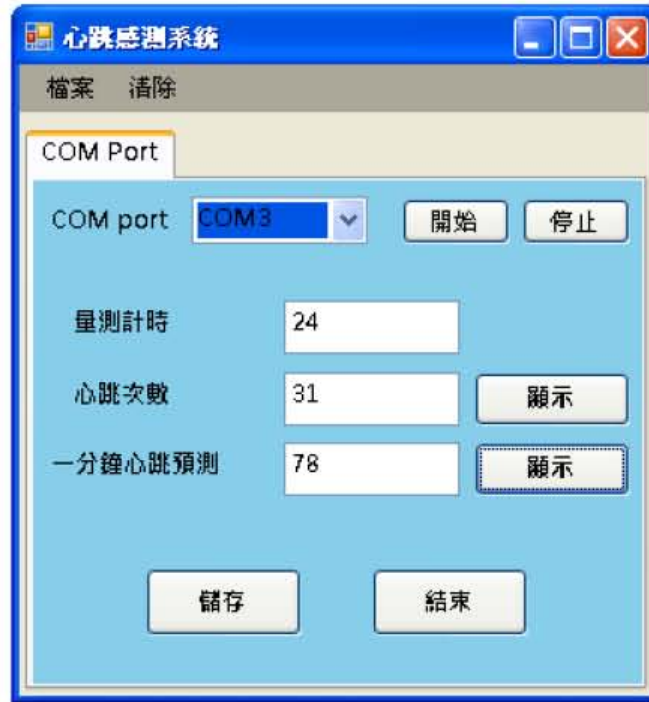 心跳感測系統
檔案 清除
COM Port
COM port COM3 開始 停止
量測計時 24
心跳次數 31 顯示
一分鐘心跳預測 78 顯示
儲存 結束